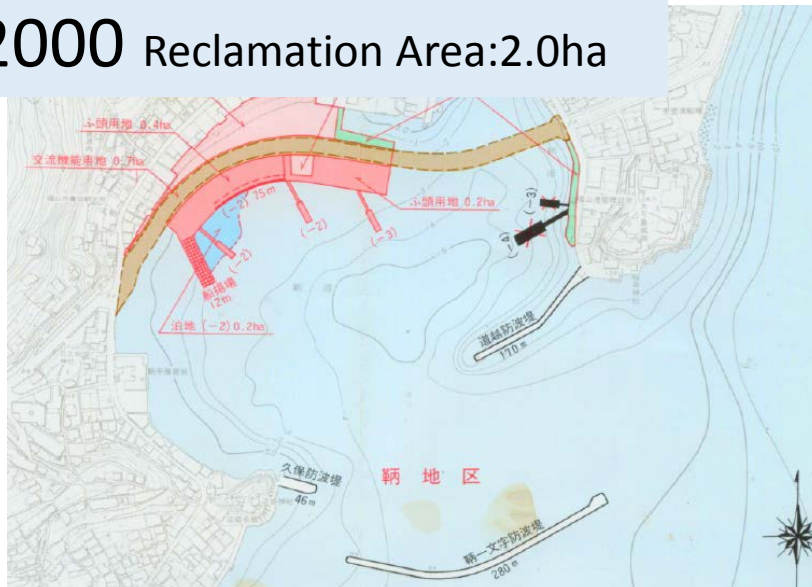 2000 Reclamation Area:2.0ha
ふ頭用地 0.4ha
交流機能用地 0.7ha
(-2) 75m
ふ頭用地 0.2ha
(-3)
(-4)
(-2)
(-3)
(-2)
船揚場
12m
泊地 (-2) 0.2ha
道越防波堤
170m
久保防波堤
46m
鞆地区
鞆一文字防波堤
280m